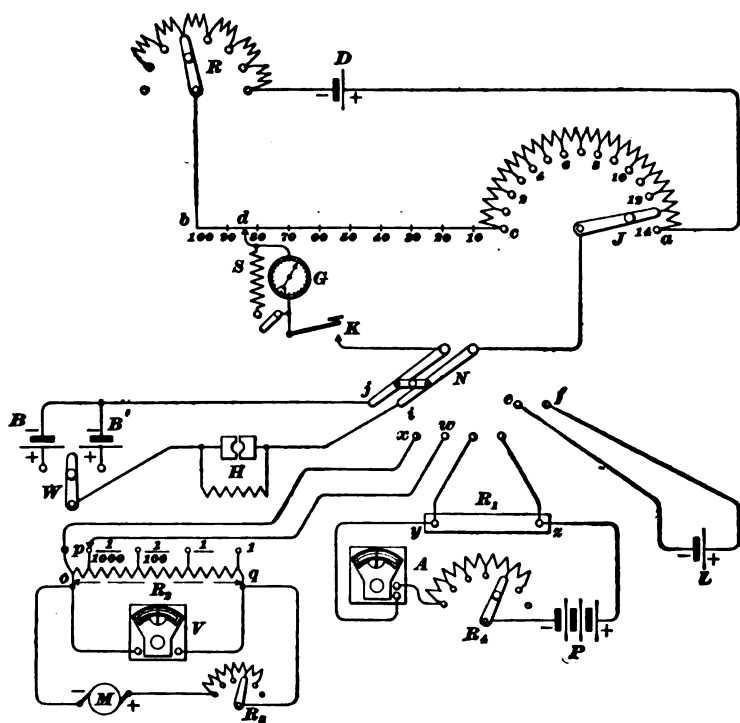 R
D
- +
6 8
4 10
2 12
b d
100 90 80 70 60 50 40 30 20 10 c J 14 a
S G
K
j N
i
B - B' -
e f
x w
+ + H
W
R₁
y z
p 1/1000 1/100 1 1
o q
A
R₂
- + L
V
R₄ - + P
- M + R₃